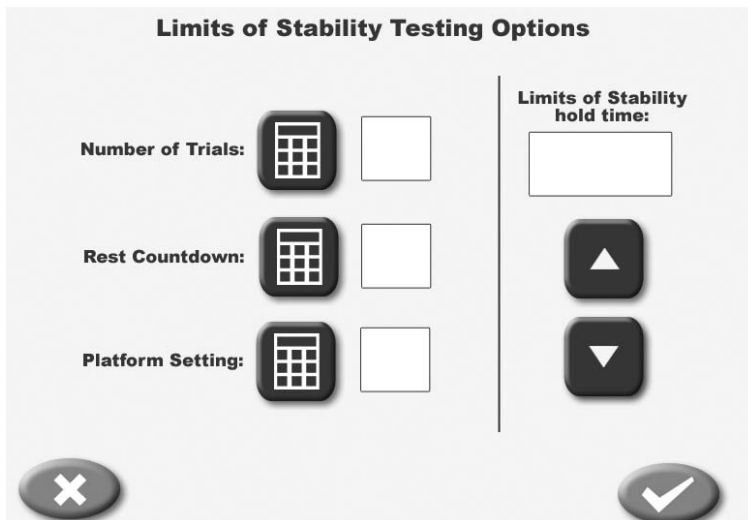 Limits of Stability Testing Options
Number of Trials:
Rest Countdown:
Platform Setting:
Limits of Stability
hold time: